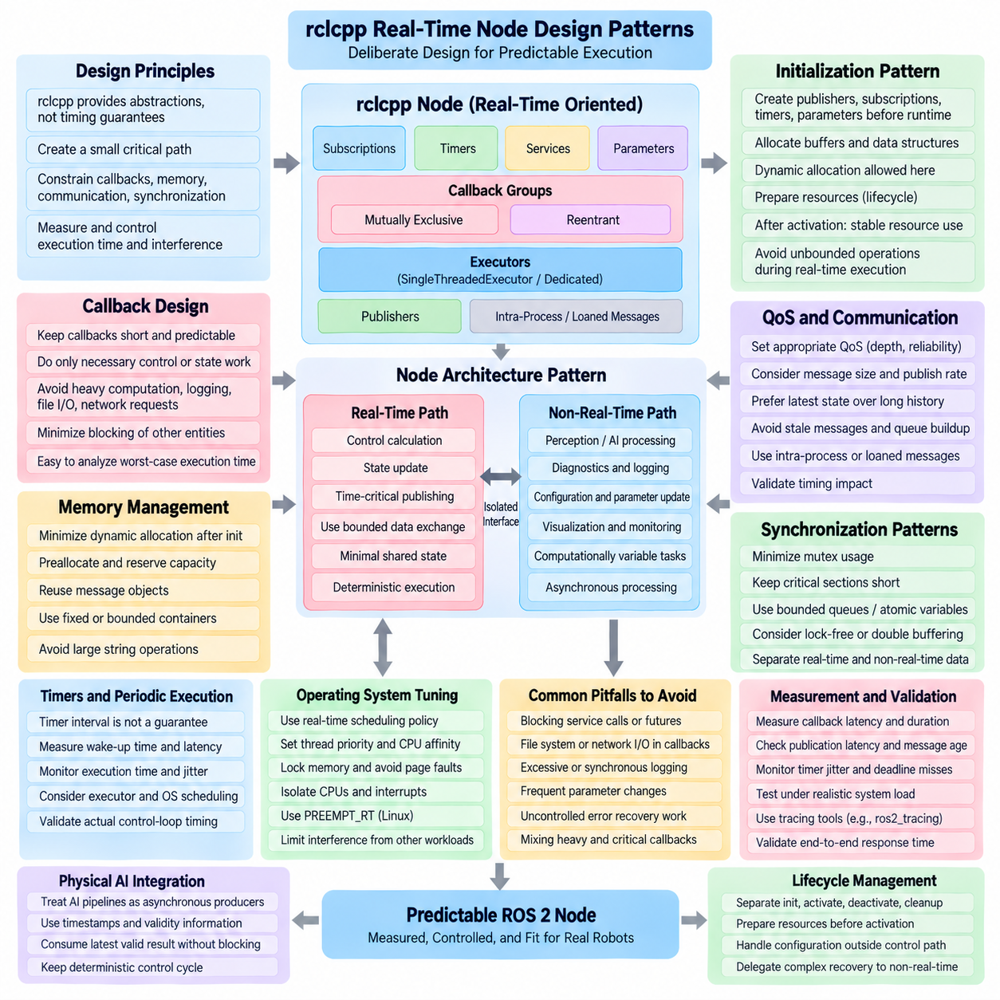 rclcpp Real-Time Node Design Patterns
Deliberate Design for Predictable Execution
Design Principles
rclcpp provides abstractions,
not timing guarantees
Create a small critical path
Constrain callbacks, memory,
communication, synchronization
Measure and control
execution time and interference
rclcpp Node (Real-Time Oriented)
Subscriptions
Timers
Services
Parameters
Callback Groups
Mutually Exclusive
Reentrant
Executors
(SingleThreadedExecutor / Dedicated)
Publishers
Intra-Process / Loaned Messages
Initialization Pattern
Create publishers, subscriptions,
timers, parameters before runtime
Allocate buffers and data structures
Dynamic allocation allowed here
Prepare resources (lifecycle)
After activation: stable resource use
Avoid unbounded operations
during real-time execution
Callback Design
Keep callbacks short and predictable
Do only necessary control or state work
Avoid heavy computation, logging,
file I/O, network requests
Minimize blocking of other entities
Easy to analyze worst-case execution time
Node Architecture Pattern
Real-Time Path
Control calculation
State update
Time-critical publishing
Use bounded data exchange
Minimal shared state
Deterministic execution
Isolated
Interface
Non-Real-Time Path
Perception / AI processing
Diagnostics and logging
Configuration and parameter update
Visualization and monitoring
Computationally variable tasks
Asynchronous processing
QoS and Communication
Set appropriate QoS (depth, reliability)
Consider message size and publish rate
Prefer latest state over long history
Avoid stale messages and queue buildup
Use intra-process or loaned messages
Validate timing impact
Memory Management
Minimize dynamic allocation after init
Preallocate and reserve capacity
Reuse message objects
Use fixed or bounded containers
Avoid large string operations
Synchronization Patterns
Minimize mutex usage
Keep critical sections short
Use bounded queues / atomic variables
Consider lock-free or double buffering
Separate real-time and non-real-time data
Timers and Periodic Execution
Timer interval is not a guarantee
Measure wake-up time and latency
Monitor execution time and jitter
Consider executor and OS scheduling
Validate actual control-loop timing
Operating System Tuning
Use real-time scheduling policy
Set thread priority and CPU affinity
Lock memory and avoid page faults
Isolate CPUs and interrupts
Use PREEMPT_RT (Linux)
Limit interference from other workloads
Common Pitfalls to Avoid
Blocking service calls or futures
File system or network I/O in callbacks
Excessive or synchronous logging
Frequent parameter changes
Uncontrolled error recovery work
Mixing heavy and critical callbacks
Measurement and Validation
Measure callback latency and duration
Check publication latency and message age
Monitor timer jitter and deadline misses
Test under realistic system load
Use tracing tools (e.g., ros2_tracing)
Validate end-to-end response time
Physical AI Integration
Treat AI pipelines as asynchronous producers
Use timestamps and validity information
Consume latest valid result without blocking
Keep deterministic control cycle
Predictable ROS 2 Node
Measured, Controlled, and Fit for Real Robots
Lifecycle Management
Separate init, activate, deactivate, cleanup
Prepare resources before activation
Handle configuration outside control path
Delegate complex recovery to non-real-time